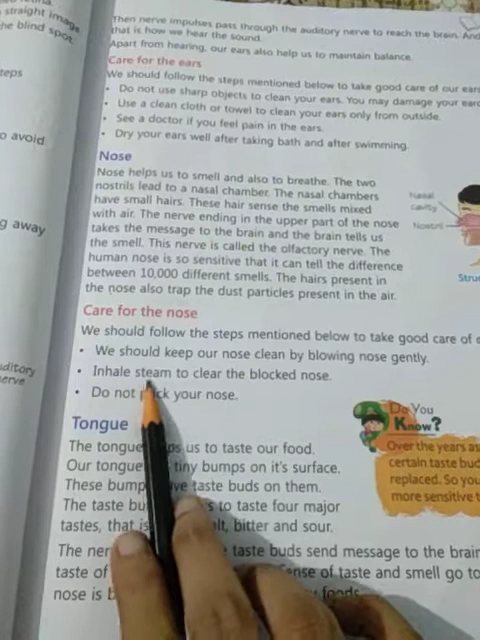 straight image
he blind spot.
teps
o avoid
g away
uditory
erve
Then nerve impulses pass through the auditory nerve to reach the brain. And
that is how we hear the sound.
Apart from hearing, our ears also help us to maintain balance.
Care for the ears
We should follow the steps mentioned below to take good care of our ears
• Do not use sharp objects to clean your ears. You may damage your eard
• Use a clean cloth or towel to clean your ears only from outside.
• See a doctor if you feel pain in the ears.
• Dry your ears well after taking bath and after swimming.
Nose
Nose helps us to smell and also to breathe. The two
nostrils lead to a nasal chamber. The nasal chambers
have small hairs. These hair sense the smells mixed
with air. The nerve ending in the upper part of the nose
takes the message to the brain and the brain tells us
the smell. This nerve is called the olfactory nerve. The
human nose is so sensitive that it can tell the difference
between 10,000 different smells. The hairs present in
the nose also trap the dust particles present in the air.
Nasal
cavity
Nostril
Struc
Care for the nose
We should follow the steps mentioned below to take good care of
• We should keep our nose clean by blowing nose gently.
• Inhale steam to clear the blocked nose.
• Do not your nose.
Tongue
The tongue us to taste our food.
Our tongue tiny bumps on it's surface.
These bump taste buds on them.
The taste bu to taste four major
tastes, that is bitter and sour.
The ner taste buds send message to the brain
taste of of taste and smell go to
nose is foods
Do You
Know?
Over the years as
certain taste bud
replaced. So you
more sensitive t